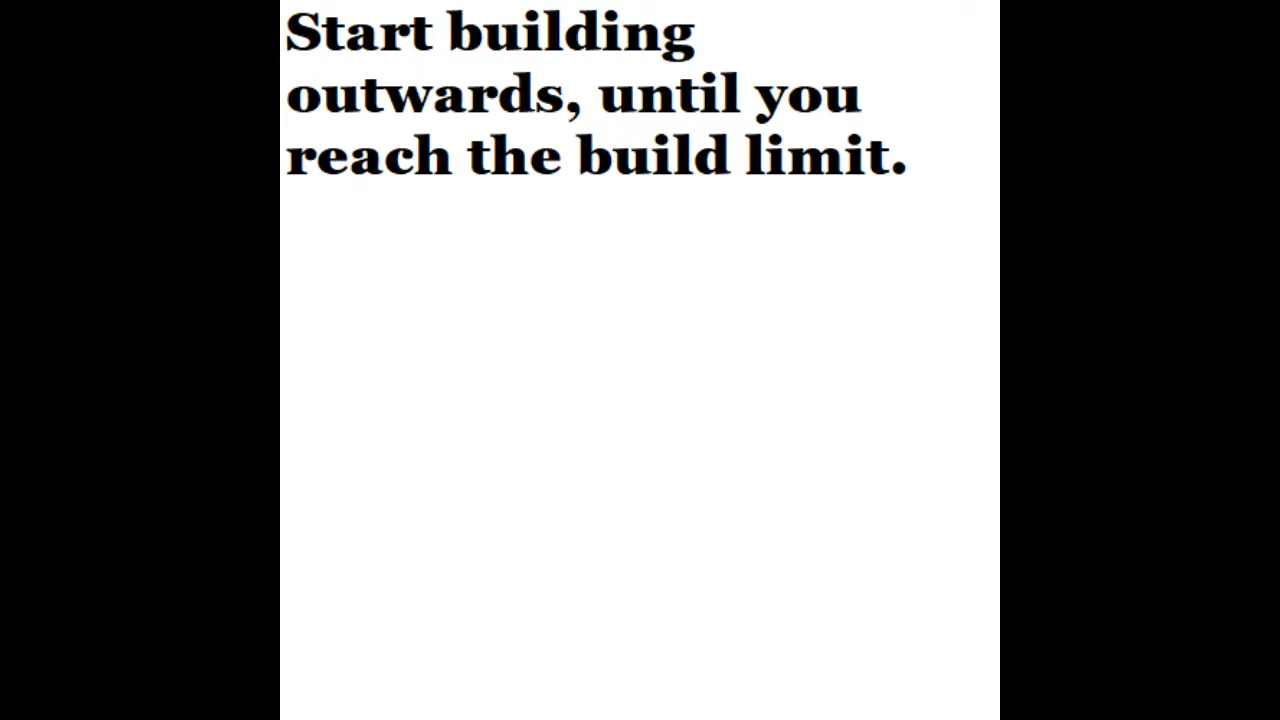 Start building
outwards, until you
reach the build limit.